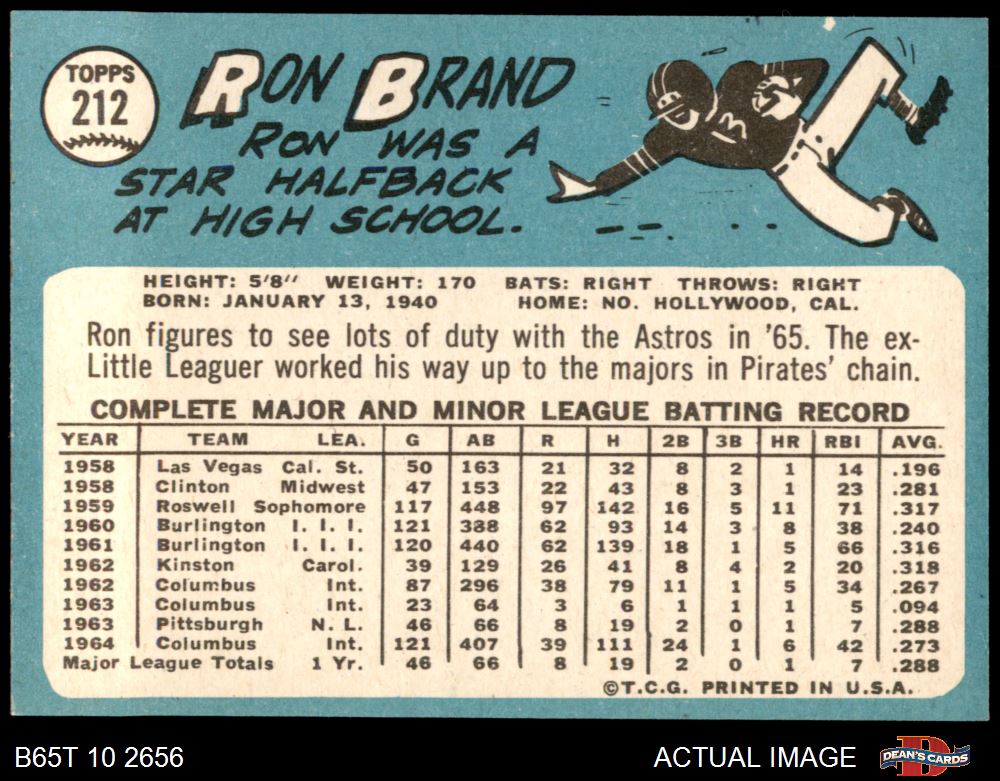 TOPPS
212
RON BRAND
RON WAS A
STAR HALFBACK
AT HIGH SCHOOL.
HEIGHT: 5'8" WEIGHT: 170 BATS: RIGHT THROWS: RIGHT
BORN: JANUARY 13, 1940 HOME: NO. HOLLYWOOD, CAL.
Ron figures to see lots of duty with the Astros in '65. The ex-
Little Leaguer worked his way up to the majors in Pirates' chain.
COMPLETE MAJOR AND MINOR LEAGUE BATTING RECORD
YEAR TEAM LEA. G AB R H 2B 3B HR RBI AVG.
1958 Las Vegas Cal. St. 50 163 21 32 8 2 1 14 .196
1958 Clinton Midwest 47 153 22 43 8 3 1 23 .281
1959 Roswell Sophomore 117 448 97 142 16 5 11 71 .317
1960 Burlington I. I. I. 121 388 62 93 14 3 8 38 .240
1961 Burlington I. I. I. 120 440 62 139 18 1 5 66 .316
1962 Kinston Carol. 39 129 26 41 8 4 2 20 .318
1962 Columbus Int. 87 296 38 79 11 1 5 34 .267
1963 Columbus Int. 23 64 3 6 1 1 1 5 .094
1963 Pittsburgh N. L. 46 66 8 19 2 0 1 7 .288
1964 Columbus Int. 121 407 39 111 24 1 6 42 .273
Major League Totals 1 Yr. 46 66 8 19 2 0 1 7 .288
©T.C.G. PRINTED IN U.S.A.
B65T 10 2656
ACTUAL IMAGE
DEAN'S CARDS